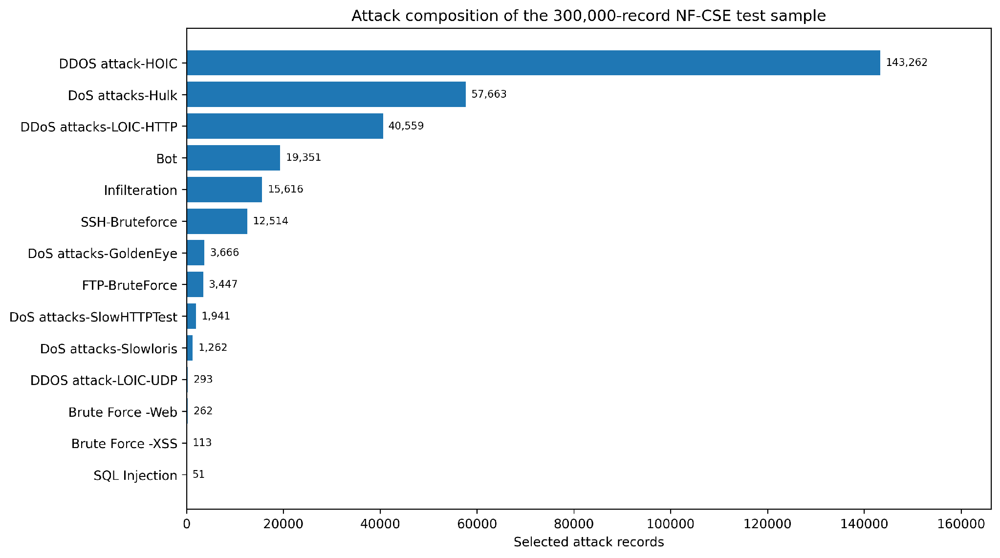 Attack composition of the 300,000-record NF-CSE test sample
DDOS attack-HOIC 143,262
DoS attacks-Hulk 57,663
DDoS attacks-LOIC-HTTP 40,559
Bot 19,351
Infilteration 15,616
SSH-Bruteforce 12,514
DoS attacks-GoldenEye 3,666
FTP-BruteForce 3,447
DoS attacks-SlowHTTPTest 1,941
DoS attacks-Slowloris 1,262
DDOS attack-LOIC-UDP 293
Brute Force -Web 262
Brute Force -XSS 113
SQL Injection 51
0 20000 40000 60000 80000 100000 120000 140000 160000
Selected attack records